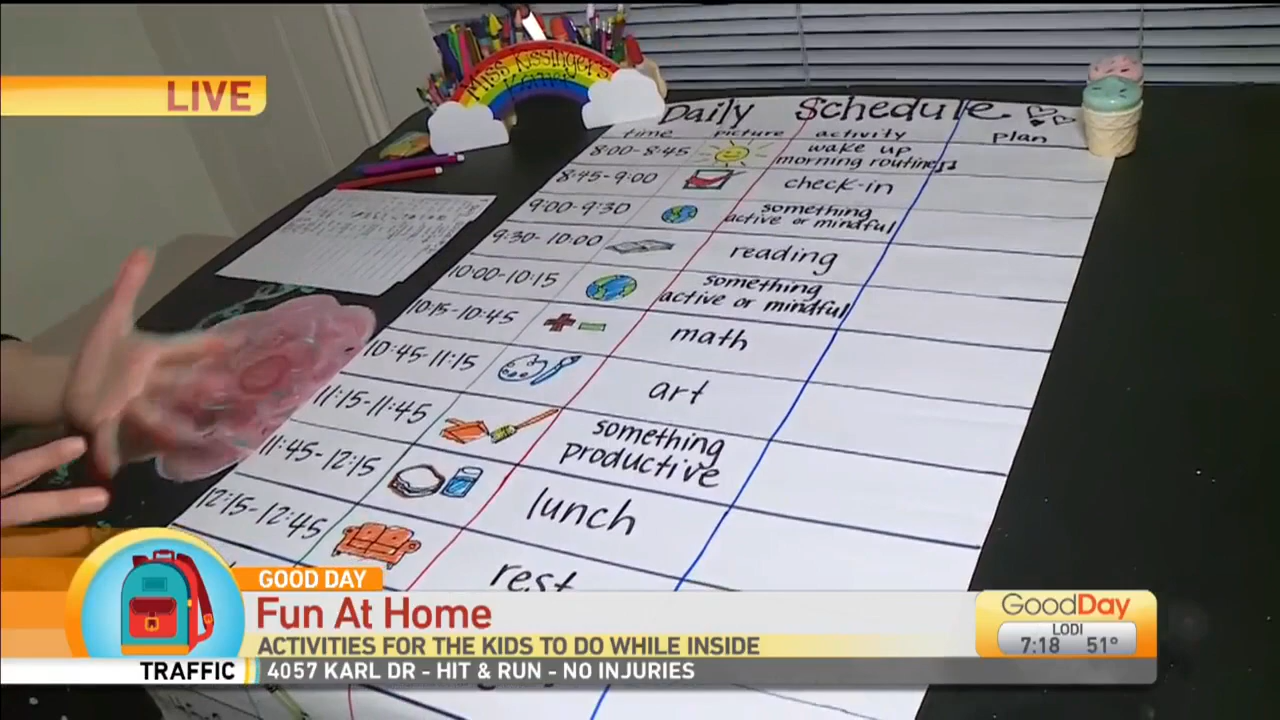 LIVE
Miss Kissinger's
Korner
Daily Schedule
time picture activity plan
8:00-8:45 wake up
morning routines
8:45-9:00 check-in
9:00-9:30 something
active or mindful
9:30-10:00 reading
10:00-10:15 something
active or mindful
10:15-10:45 math
10:45-11:15 art
11:15-11:45 something
productive
11:45-12:15 lunch
12:15-12:45 rest
GOOD DAY
Fun At Home
ACTIVITIES FOR THE KIDS TO DO WHILE INSIDE
TRAFFIC 4057 KARL DR - HIT & RUN - NO INJURIES
GoodDay
LODI
7:18 51°